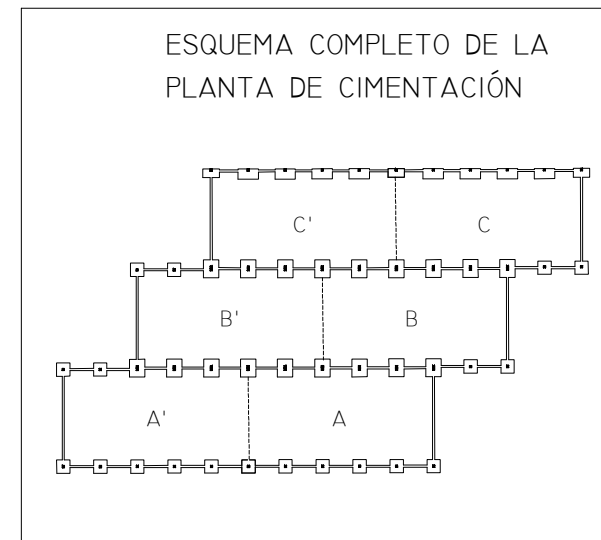 ESQUEMA COMPLETO DE LA
PLANTA DE CIMENTACIÓN
C' C
B' B
A' A